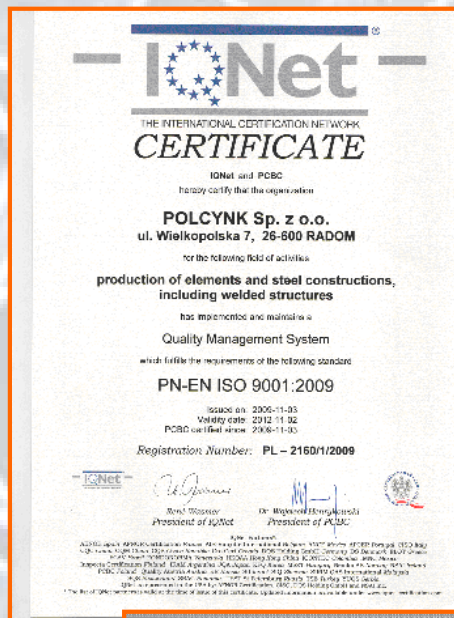 IQNet ®
THE INTERNATIONAL CERTIFICATION NETWORK
CERTIFICATE
IQNet and PCBC
hereby certify that the organization
POLCYNK Sp. z o.o.
ul. Wielkopolska 7, 26-600 RADOM
for the following field of activities
production of elements and steel constructions,
including welded structures
has implemented and maintains a
Quality Management System
which fulfills the requirements of the following standard
PN-EN ISO 9001:2009
Issued on: 2009-11-03
Validity date: 2012-11-02
PCBC certified since: 2009-11-03
Registration Number: PL – 2160/1/2009
IQNet
René Wasmer
President of IQNet
Dr Wojciech Henrykowski
President of PCBC